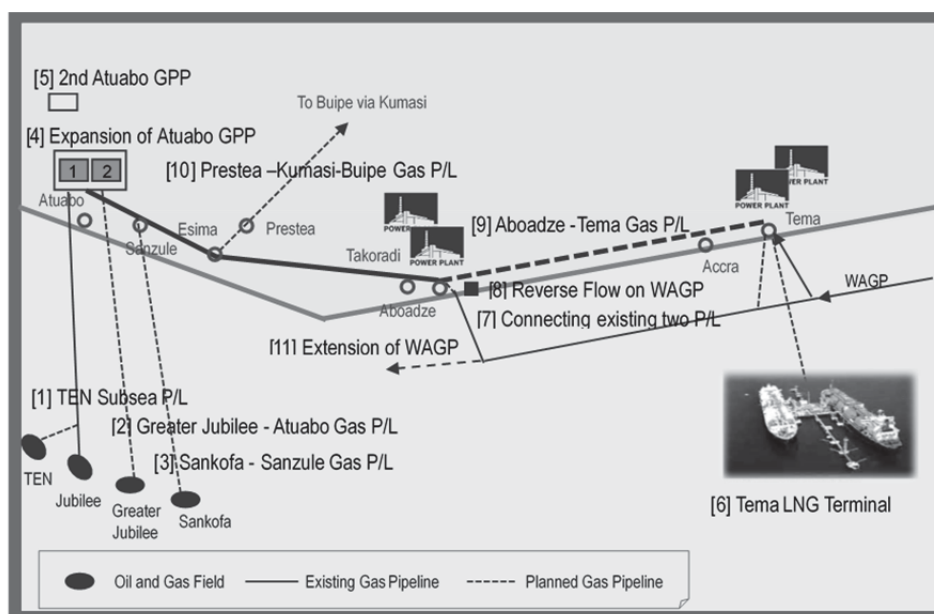 [5] 2nd Atuabo GPP
To Buipe via Kumasi
[4] Expansion of Atuabo GPP
1 2
[10] Prestea –Kumasi-Buipe Gas P/L
Atuabo
Sanzule
Esima
Prestea
Takoradi
POWER PLANT
POWER PLANT
[9] Aboadze -Tema Gas P/L
POWER PLANT
POWER PLANT
Tema
Accra
Aboadze
[8] Reverse Flow on WAGP
WAGP
[7] Connecting existing two P/L
[11] Extension of WAGP
[1] TEN Subsea P/L
[2] Greater Jubilee - Atuabo Gas P/L
[3] Sankofa - Sanzule Gas P/L
TEN
Jubilee
Greater
Jubilee
Sankofa
[6] Tema LNG Terminal
Oil and Gas Field
Existing Gas Pipeline
Planned Gas Pipeline